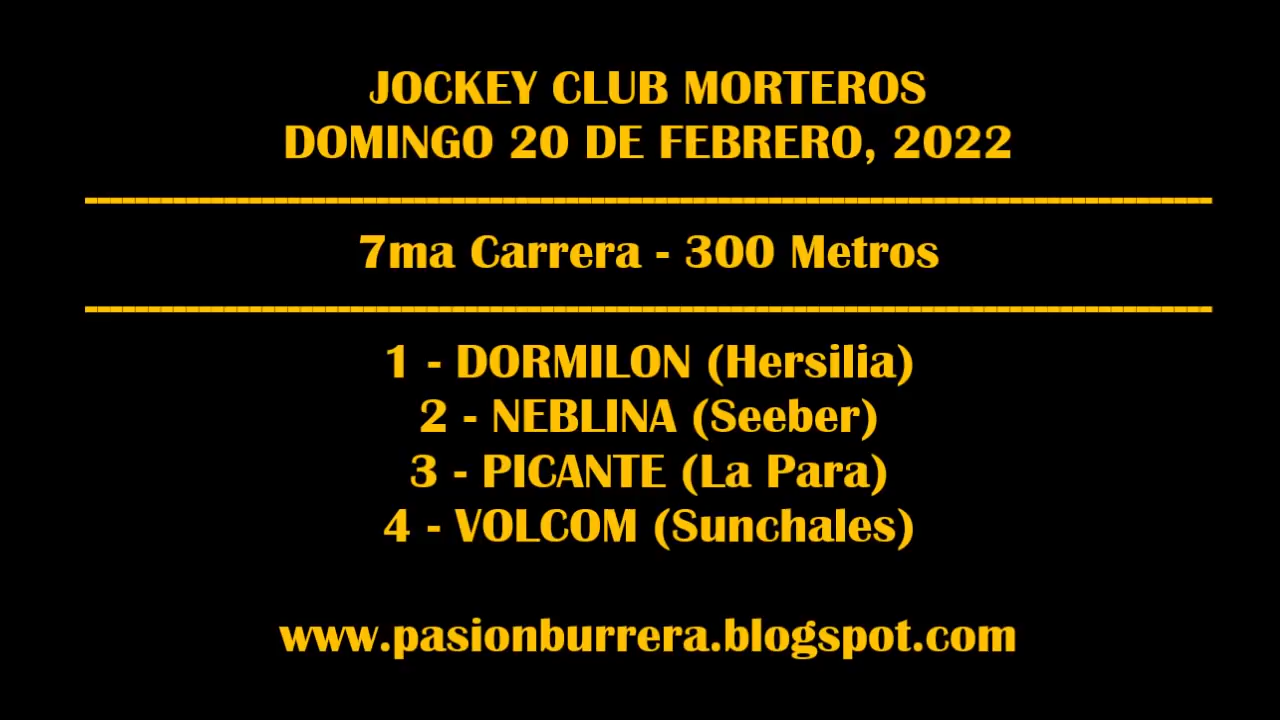 JOCKEY CLUB MORTEROS
DOMINGO 20 DE FEBRERO, 2022
7ma Carrera - 300 Metros
1 - DORMILON (Hersilia)
2 - NEBLINA (Seeber)
3 - PICANTE (La Para)
4 - VOLCOM (Sunchales)
www.pasionburrera.blogspot.com